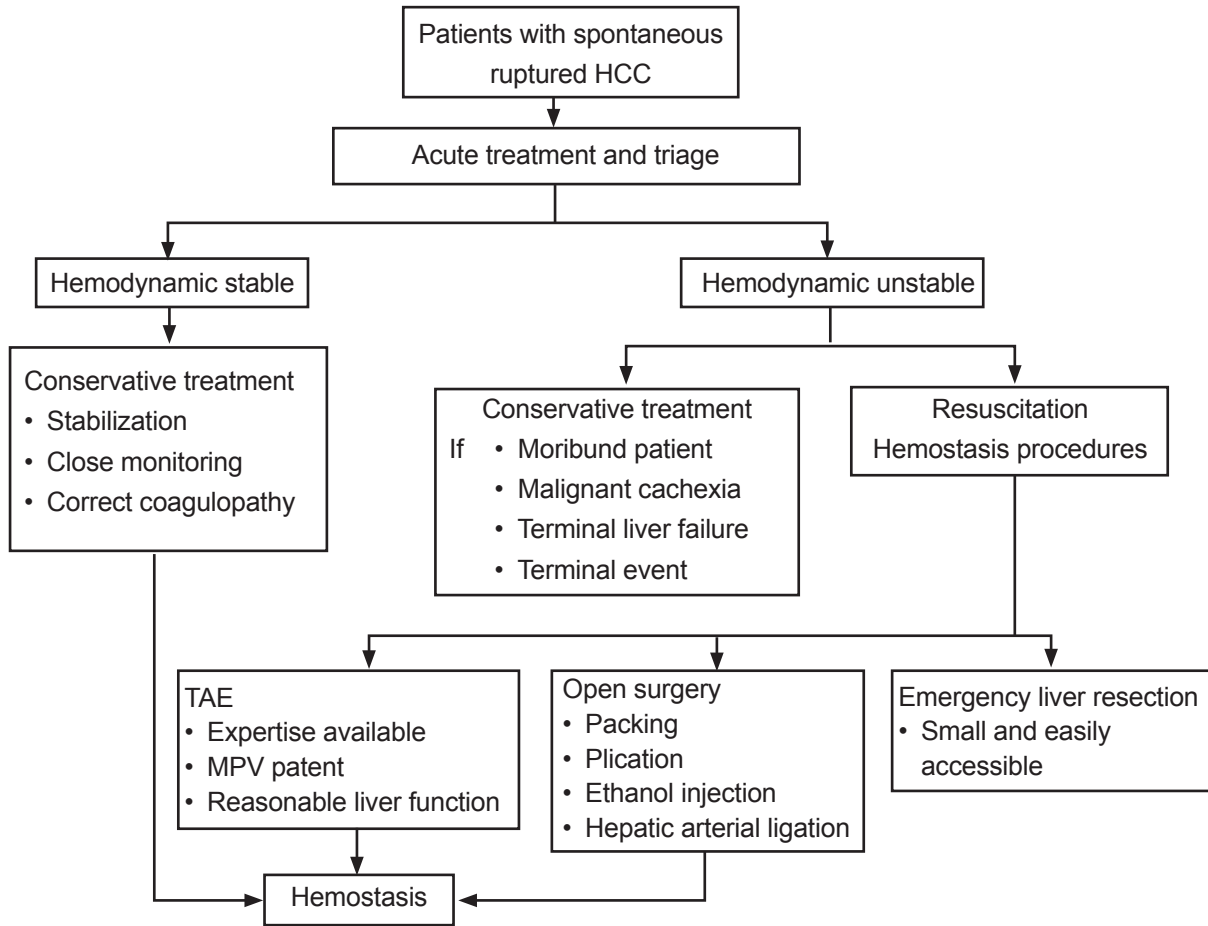 Patients with spontaneous
ruptured HCC
Acute treatment and triage
Hemodynamic stable
Hemodynamic unstable
Conservative treatment
• Stabilization
• Close monitoring
• Correct coagulopathy
Conservative treatment
If • Moribund patient
• Malignant cachexia
• Terminal liver failure
• Terminal event
Resuscitation
Hemostasis procedures
TAE
• Expertise available
• MPV patent
• Reasonable liver function
Open surgery
• Packing
• Plication
• Ethanol injection
• Hepatic arterial ligation
Emergency liver resection
• Small and easily
accessible
Hemostasis